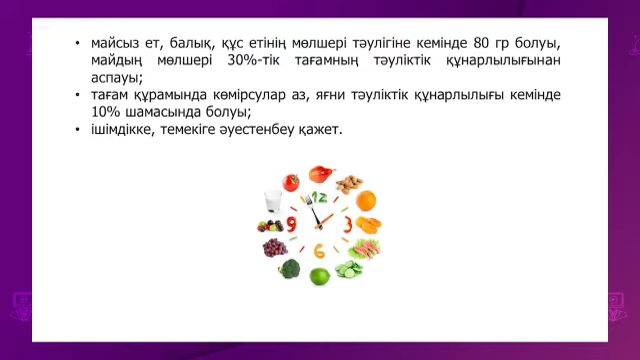 • майсыз ет, балық, құс етінің мөлшері тәулігіне кемінде 80 гр болуы,
майдың мөлшері 30%-тік тағамның тәуліктік құнарлылығынан
аспауы;
• тағам құрамында көмірсулар аз, яғни тәуліктік құнарлылығы кемінде
10% шамасында болуы;
• ішімдікке, темекіге әуестенбеу қажет.
12
9 3
6